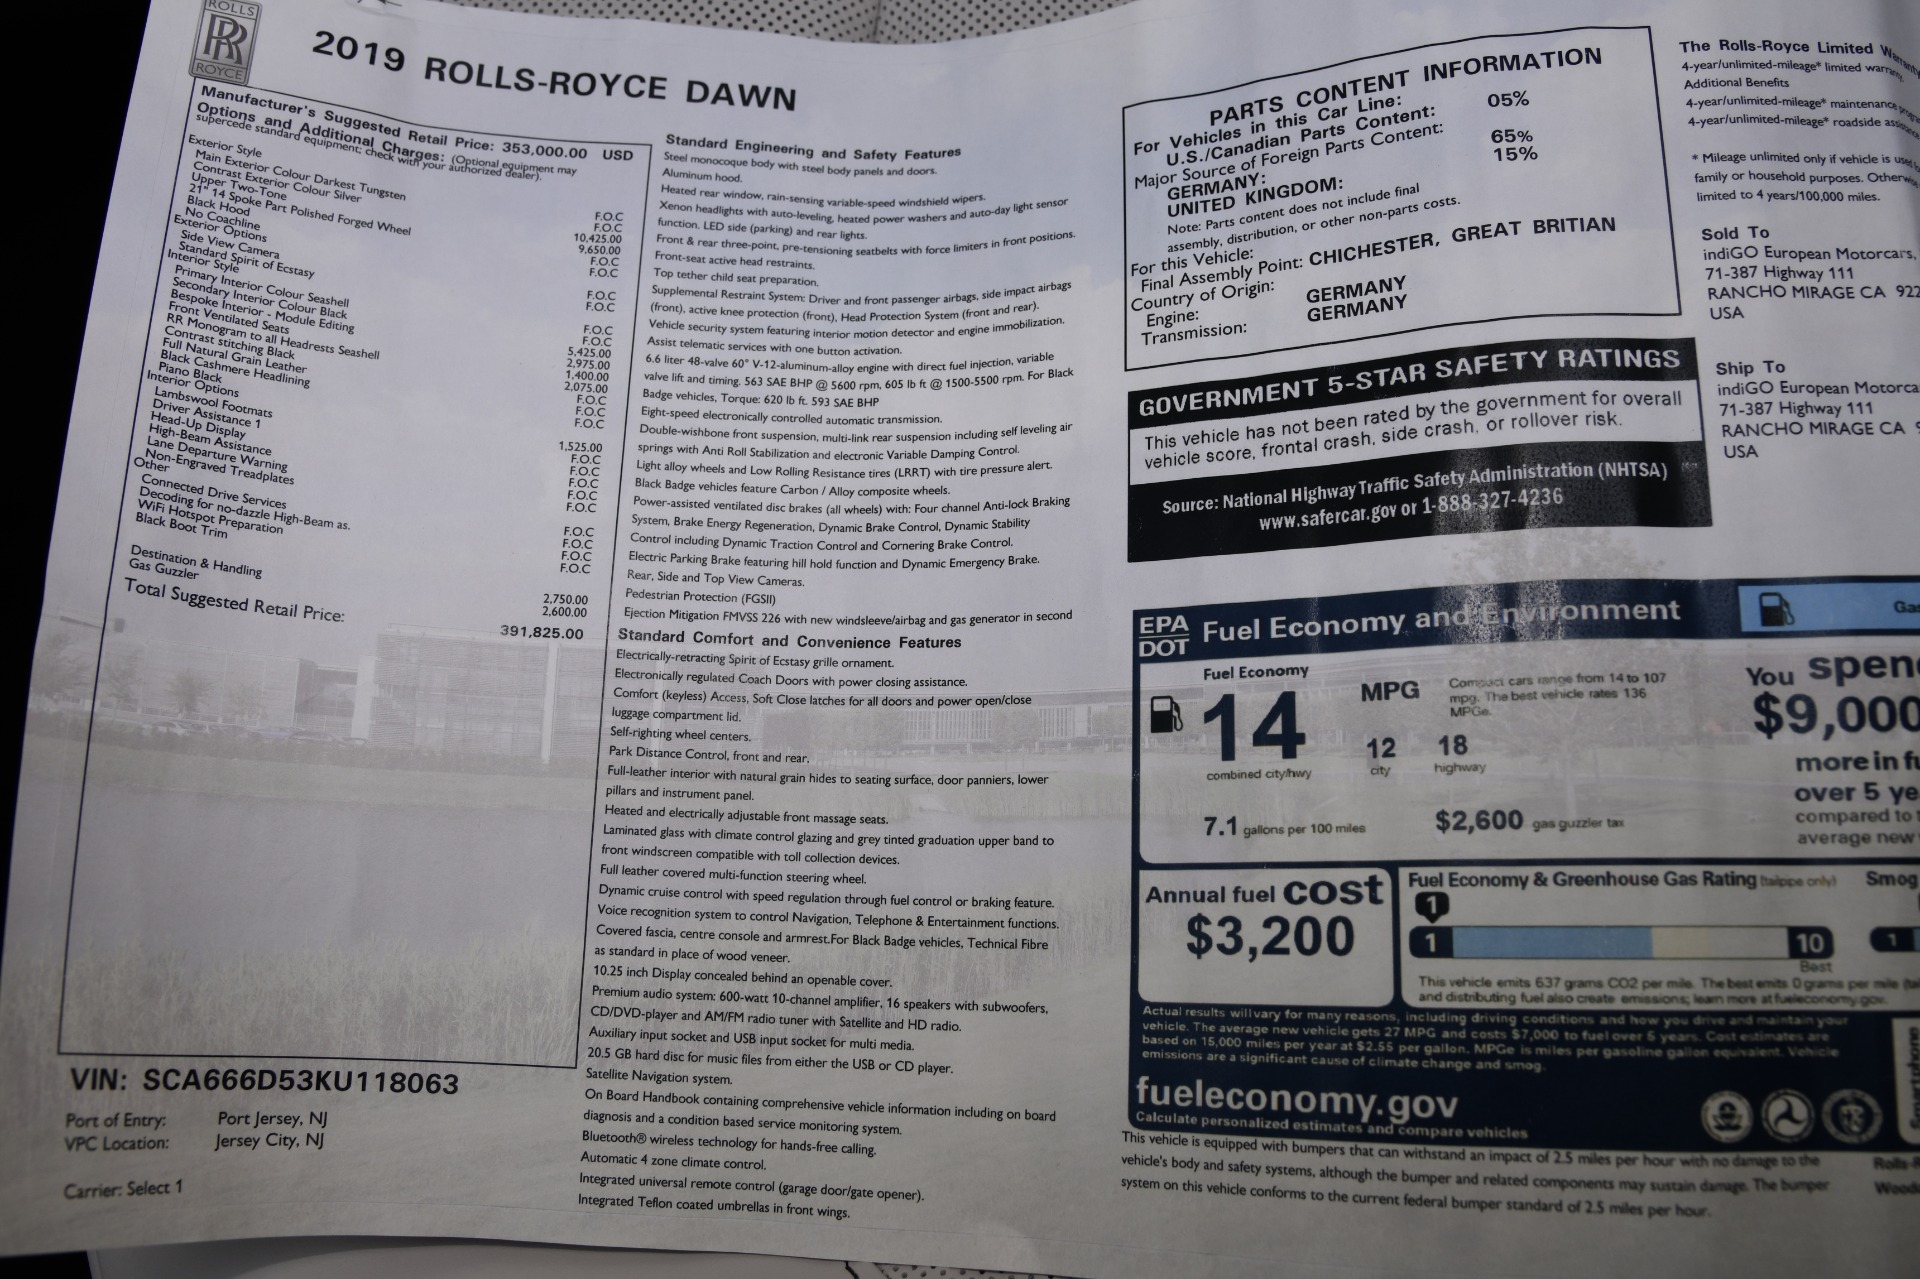 ROLLS
RR
ROYCE
2019 ROLLS-ROYCE DAWN
Manufacturer's Suggested Retail Price: 353,000.00 USD
Options and Additional Charges: (Optional equipment may
supercede standard equipment; check with your authorized dealer).
Exterior Style
Main Exterior Colour Darkest Tungsten F.O.C
Contrast Exterior Colour Silver F.O.C
Upper Two-Tone 10,425.00
21" 14 Spoke Part Polished Forged Wheel 9,650.00
Black Hood F.O.C
No Coachline F.O.C
Exterior Options
Side View Camera F.O.C
Standard Spirit of Ecstasy F.O.C
Interior Style
Primary Interior Colour Seashell F.O.C
Secondary Interior Colour Black F.O.C
Bespoke Interior - Module Editing 5,425.00
Front Ventilated Seats 2,975.00
RR Monogram to all Headrests Seashell 1,400.00
Contrast stitching Black 2,075.00
Full Natural Grain Leather F.O.C
Black Cashmere Headlining F.O.C
Piano Black F.O.C
Interior Options
Lambswool Footmats 1,525.00
Driver Assistance 1 F.O.C
Head-Up Display F.O.C
High-Beam Assistance F.O.C
Lane Departure Warning F.O.C
Non-Engraved Treadplates F.O.C
Other
Connected Drive Services F.O.C
Decoding for no-dazzle High-Beam as. F.O.C
WiFi Hotspot Preparation F.O.C
Black Boot Trim F.O.C
Destination & Handling 2,750.00
Gas Guzzler 2,600.00
Total Suggested Retail Price: 391,825.00
VIN: SCA666D53KU118063
Port of Entry: Port Jersey, NJ
VPC Location: Jersey City, NJ
Carrier: Select 1
Standard Engineering and Safety Features
Steel monocoque body with steel body panels and doors.
Aluminum hood.
Heated rear window, rain-sensing variable-speed windshield wipers.
Xenon headlights with auto-leveling, heated power washers and auto-day light sensor
function, LED side (parking) and rear lights.
Front & rear three-point, pre-tensioning seatbelts with force limiters in front positions.
Front-seat active head restraints.
Top tether child seat preparation.
Supplemental Restraint System: Driver and front passenger airbags, side impact airbags
(front), active knee protection (front), Head Protection System (front and rear).
Vehicle security system featuring interior motion detector and engine immobilization.
Assist telematic services with one button activation.
6.6 liter 48-valve 60° V-12-aluminum-alloy engine with direct fuel injection, variable
valve lift and timing. 563 SAE BHP @ 5600 rpm, 605 lb ft @ 1500-5500 rpm. For Black
Badge vehicles, Torque: 620 lb ft. 593 SAE BHP
Eight-speed electronically controlled automatic transmission.
Double-wishbone front suspension, multi-link rear suspension including self leveling air
springs with Anti Roll Stabilization and electronic Variable Damping Control.
Light alloy wheels and Low Rolling Resistance tires (LRRT) with tire pressure alert.
Black Badge vehicles feature Carbon / Alloy composite wheels.
Power-assisted ventilated disc brakes (all wheels) with: Four channel Anti-lock Braking
System, Brake Energy Regeneration, Dynamic Brake Control, Dynamic Stability
Control including Dynamic Traction Control and Cornering Brake Control.
Electric Parking Brake featuring hill hold function and Dynamic Emergency Brake.
Rear, Side and Top View Cameras.
Pedestrian Protection (FGSII)
Ejection Mitigation FMVSS 226 with new windsleeve/airbag and gas generator in second
Standard Comfort and Convenience Features
Electrically-retracting Spirit of Ecstasy grille ornament.
Electronically regulated Coach Doors with power closing assistance.
Comfort (keyless) Access, Soft Close latches for all doors and power open/close
luggage compartment lid.
Self-righting wheel centers.
Park Distance Control, front and rear.
Full-leather interior with natural grain hides to seating surface, door panniers, lower
pillars and instrument panel.
Heated and electrically adjustable front massage seats.
Laminated glass with climate control glazing and grey tinted graduation upper band to
front windscreen compatible with toll collection devices.
Full leather covered multi-function steering wheel.
Dynamic cruise control with speed regulation through fuel control or braking feature.
Voice recognition system to control Navigation, Telephone & Entertainment functions.
Covered fascia, centre console and armrest.For Black Badge vehicles, Technical Fibre
as standard in place of wood veneer.
10.25 inch Display concealed behind an openable cover.
Premium audio system: 600-watt 10-channel amplifier, 16 speakers with subwoofers,
CD/DVD-player and AM/FM radio tuner with Satellite and HD radio.
Auxiliary input socket and USB input socket for multi media.
20.5 GB hard disc for music files from either the USB or CD player.
Satellite Navigation system.
On Board Handbook containing comprehensive vehicle information including on board
diagnosis and a condition based service monitoring system.
Bluetooth® wireless technology for hands-free calling.
Automatic 4 zone climate control.
Integrated universal remote control (garage door/gate opener).
Integrated Teflon coated umbrellas in front wings.
PARTS CONTENT INFORMATION
For Vehicles in this Car Line:
U.S./Canadian Parts Content: 05%
Major Source of Foreign Parts Content:
GERMANY: 65%
UNITED KINGDOM: 15%
Note: Parts content does not include final
assembly, distribution, or other non-parts costs.
For this Vehicle:
Final Assembly Point: CHICHESTER, GREAT BRITIAN
Country of Origin:
Engine: GERMANY
Transmission: GERMANY
GOVERNMENT 5-STAR SAFETY RATINGS
This vehicle has not been rated by the government for overall
vehicle score, frontal crash, side crash, or rollover risk.
Source: National Highway Traffic Safety Administration (NHTSA)
www.safercar.gov or 1-888-327-4236
EPA
DOT
Fuel Economy and Environment
Gas
Fuel Economy
14 MPG
combined city/hwy
12
city
18
highway
Compact cars range from 14 to 107
mpg. The best vehicle rates 136
MPGe.
7.1 gallons per 100 miles
$2,600 gas guzzler tax
You spen
$9,000
more in fu
over 5 ye
compared to
average new
Annual fuel cost
$3,200
Fuel Economy & Greenhouse Gas Rating (tailpipe only)
Smog
1
1
10
Best
1
This vehicle emits 637 grams CO2 per mile. The best emits 0 grams per mile (tai
and distributing fuel also create emissions; learn more at fueleconomy.gov.
Actual results will vary for many reasons, including driving conditions and how you drive and maintain your
vehicle. The average new vehicle gets 27 MPG and costs $7,000 to fuel over 5 years. Cost estimates are
based on 15,000 miles per year at $2.55 per gallon. MPGe is miles per gasoline gallon equivalent. Vehicle
emissions are a significant cause of climate change and smog.
fueleconomy.gov
Calculate personalized estimates and compare vehicles
Smartphone
This vehicle is equipped with bumpers that can withstand an impact of 2.5 miles per hour with no damage to the
vehicle's body and safety systems, although the bumper and related components may sustain damage. The bumper
system on this vehicle conforms to the current federal bumper standard of 2.5 miles per hour.
The Rolls-Royce Limited Warranty
4-year/unlimited-mileage* limited warranty
Additional Benefits
4-year/unlimited-mileage* maintenance
4-year/unlimited-mileage* roadside
* Mileage unlimited only if vehicle is used
family or household purposes. Otherwise
limited to 4 years/100,000 miles.
Sold To
indiGO European Motorcars,
71-387 Highway 111
RANCHO MIRAGE CA 922
USA
Ship To
indiGO European Motorca
71-387 Highway 111
RANCHO MIRAGE CA
USA